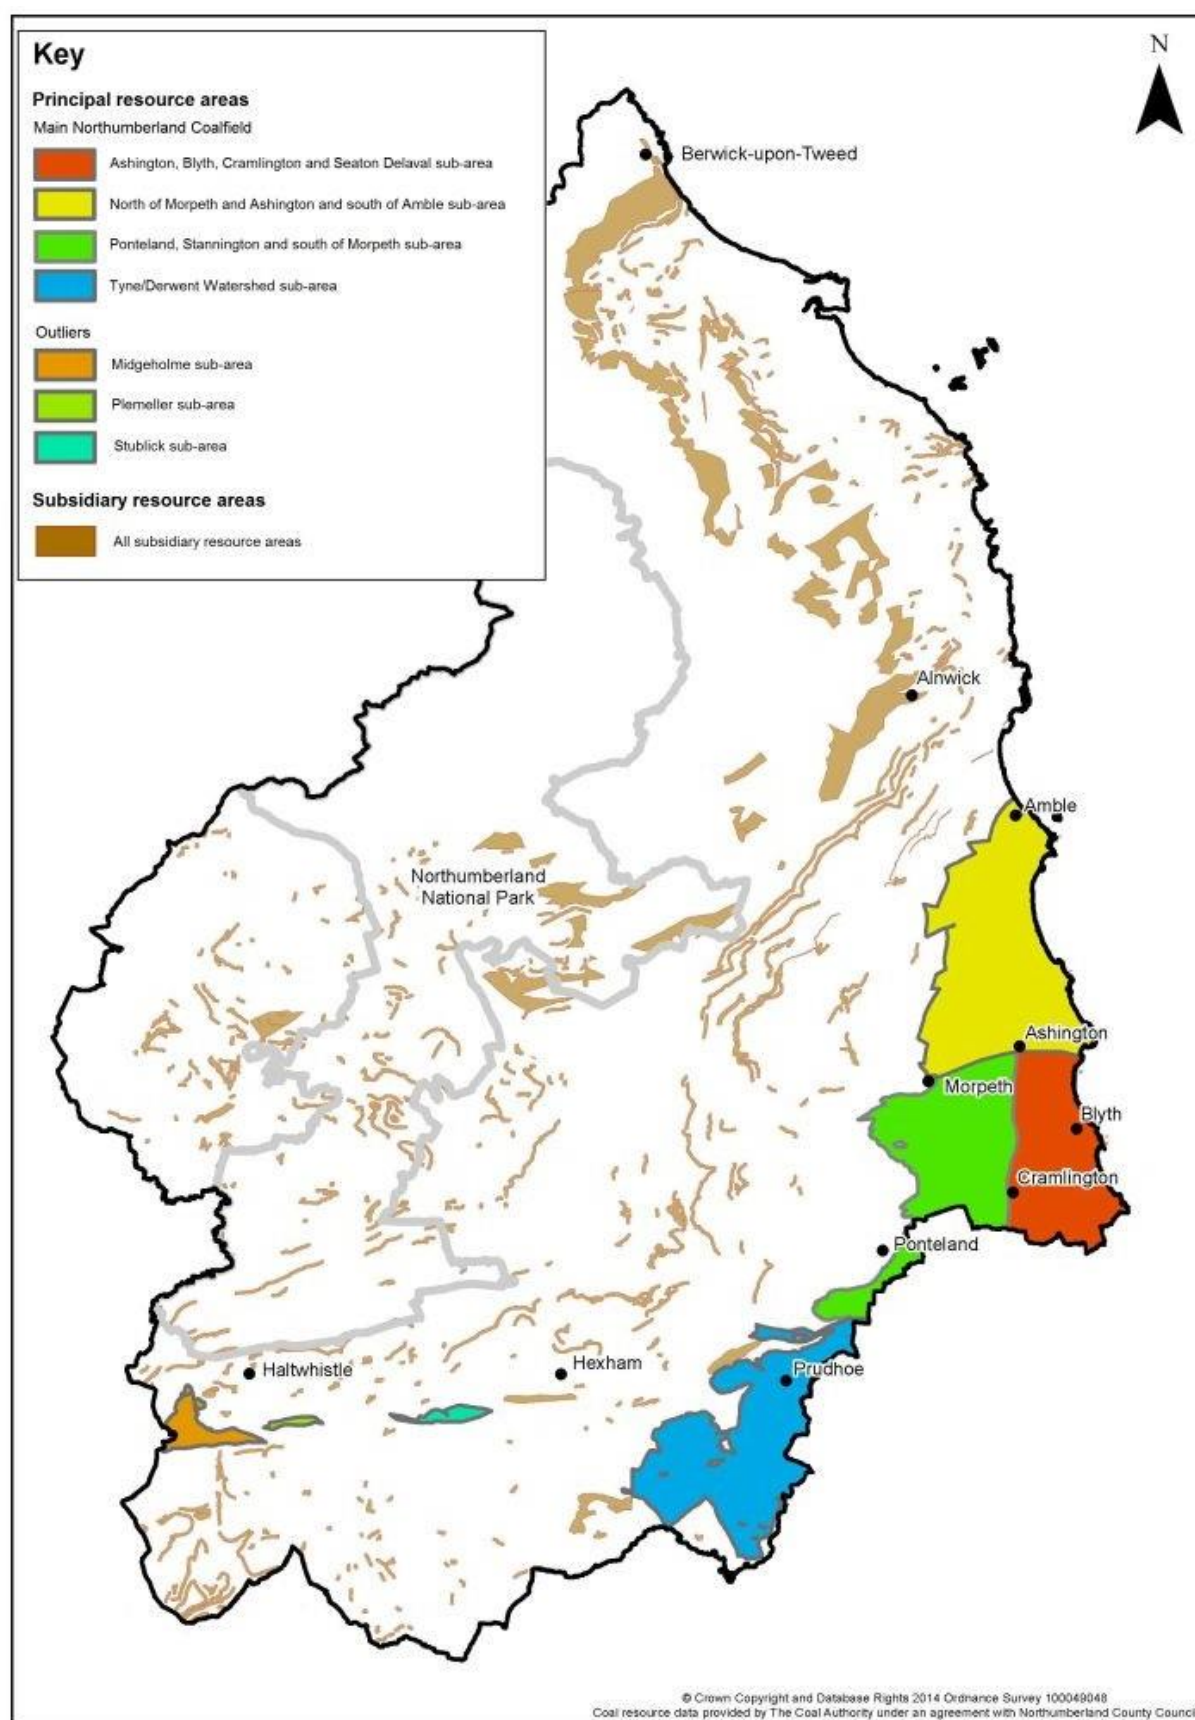 Key
Principal resource areas
Main Northumberland Coalfield
Ashington, Blyth, Cramlington and Seaton Delaval sub-area
North of Morpeth and Ashington and south of Amble sub-area
Ponteland, Stannington and south of Morpeth sub-area
Tyne/Derwent Watershed sub-area
Outliers
Midgeholme sub-area
Plemeller sub-area
Stublick sub-area
Subsidiary resource areas
All subsidiary resource areas
N
Berwick-upon-Tweed
Alnwick
Amble
Northumberland
National Park
Ashington
Morpeth
Blyth
Cramlington
Ponteland
Haltwhistle
Hexham
Prudhoe
© Crown Copyright and Database Rights 2014 Ordnance Survey 100049048
Coal resource data provided by The Coal Authority under an agreement with Northumberland County Council